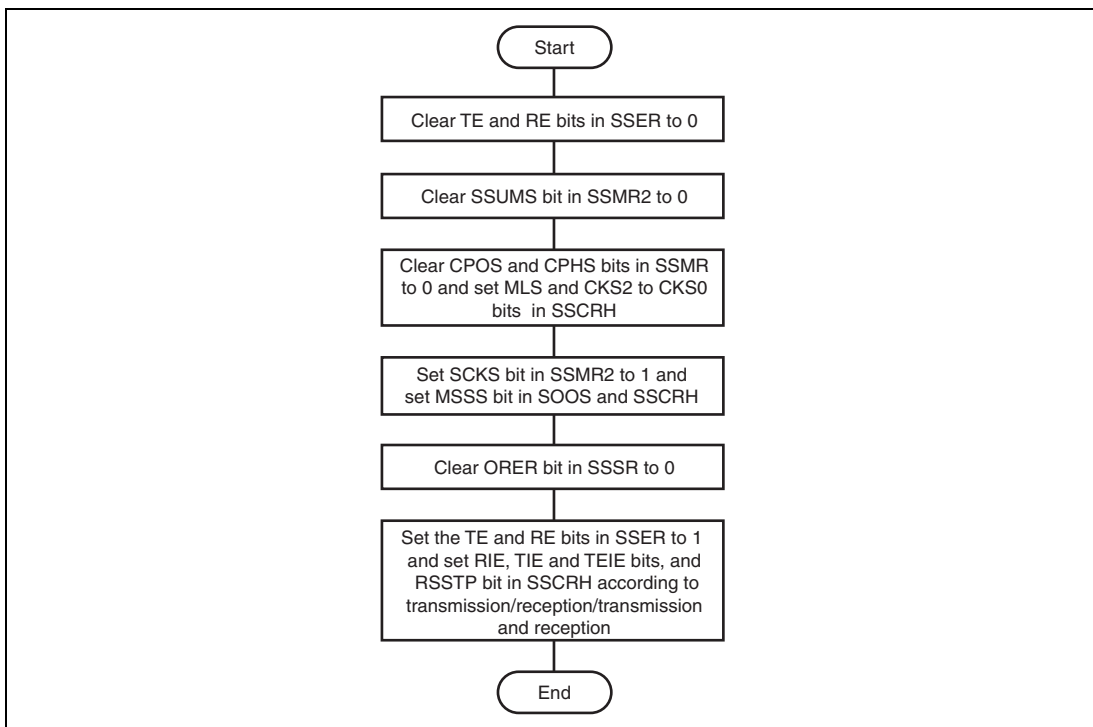 Start
Clear TE and RE bits in SSER to 0
Clear SSUMS bit in SSMR2 to 0
Clear CPOS and CPHS bits in SSMR
to 0 and set MLS and CKS2 to CKS0
bits in SSCRH
Set SCKS bit in SSMR2 to 1 and
set MSSS bit in SOOS and SSCRH
Clear ORER bit in SSSR to 0
Set the TE and RE bits in SSER to 1
and set RIE, TIE and TEIE bits, and
RSSTP bit in SSCRH according to
transmission/reception/transmission
and reception
End